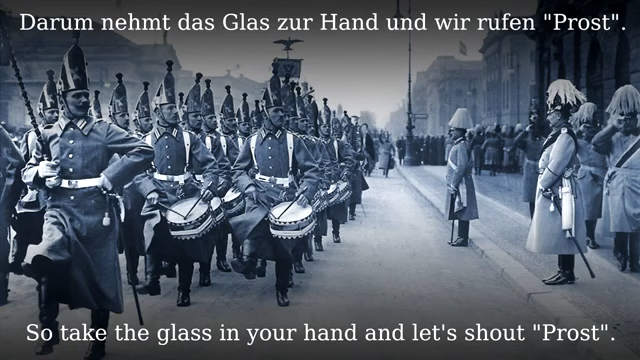 Darum nehmt das Glas zur Hand und wir rufen "Prost".
So take the glass in your hand and let's shout "Prost".